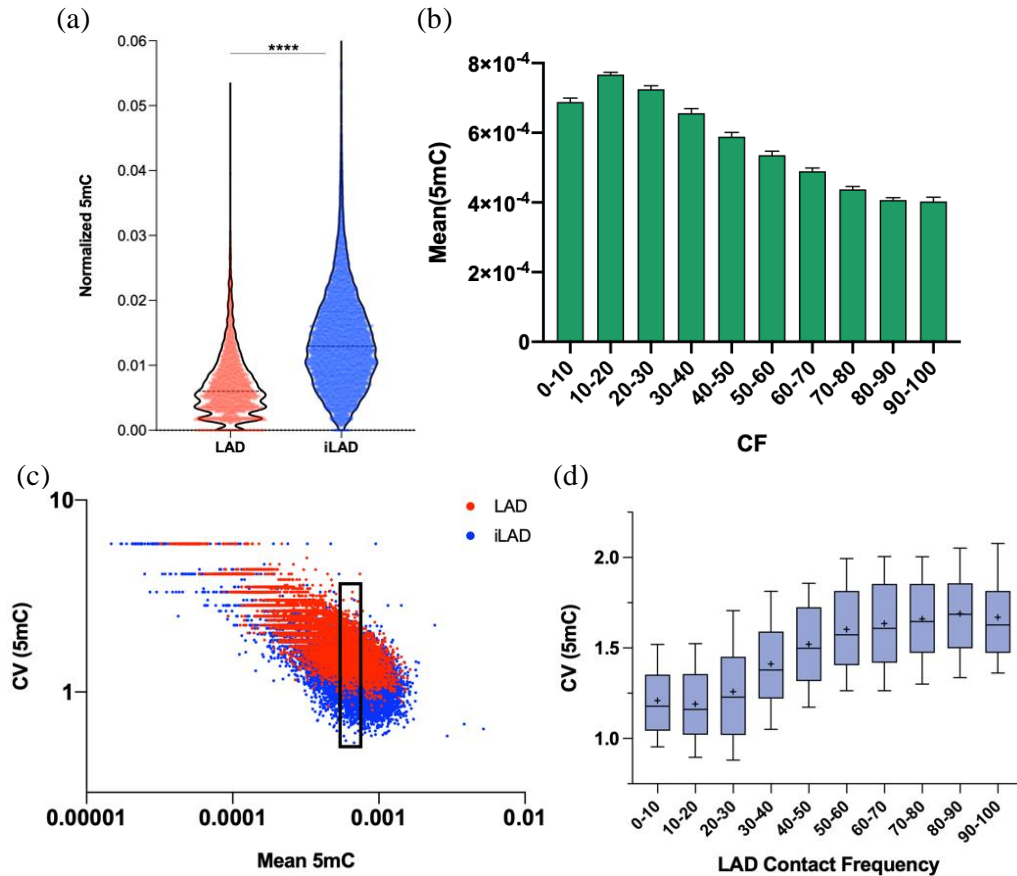 (a)
****
Normalized 5mC
0.06
0.05
0.04
0.03
0.02
0.01
0.00
LAD iLAD
(b)
Mean(5mC)
8×10⁻⁴
6×10⁻⁴
4×10⁻⁴
2×10⁻⁴
0
0-10 10-20 20-30 30-40 40-50 50-60 60-70 70-80 80-90 90-100
CF
(c)
LAD
iLAD
CV (5mC)
10
1
0.00001 0.0001 0.001 0.01
Mean 5mC
(d)
CV (5mC)
2.0
1.5
1.0
0-10 10-20 20-30 30-40 40-50 50-60 60-70 70-80 80-90 90-100
LAD Contact Frequency